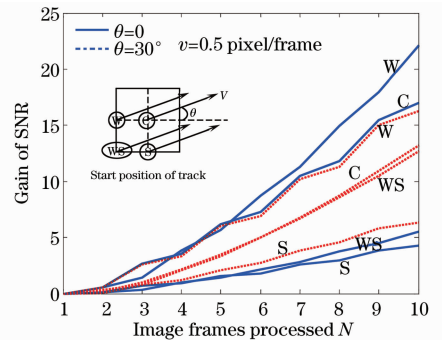 25
20
15
10
5
0
Gain of SNR
θ=0
θ=30° v=0.5 pixel/frame
W
V
θ
WS
S
Start position of track
W
C
W
C
WS
S
WS
S
1 2 3 4 5 6 7 8 9 10
Image frames processed N